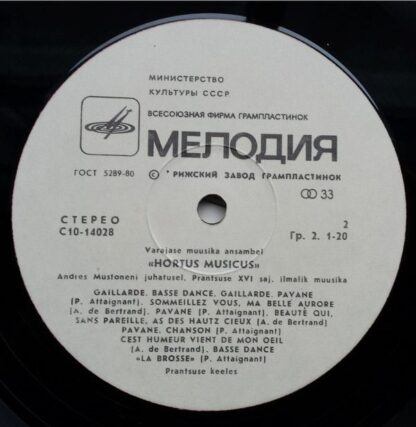 МИНИСТЕРСТВО
КУЛЬТУРЫ СССР
ВСЕСОЮЗНАЯ ФИРМА ГРАМПЛАСТИНОК
МЕЛОДИЯ
ГОСТ 5289-80
© РИЖСКИЙ ЗАВОД ГРАМПЛАСТИНОК
33
СТЕРЕО
С10-14028
2
Гр. 2. 1-20
Varajase muusika ansambel
«HORTUS MUSICUS»
Andres Mustoneni juhatusel. Prantsuse XVI saj. ilmalik muusika
GAILLARDE. BASSE DANCE. GAILLARDE. PAVANE
(P. Attaignant). SOMMEILLEZ VOUS, MA BELLE AURORE
(A. de Bertrand). PAVANE (P. Attaignant). BEAUTÉ QUI,
SANS PAREILLE, AS DES HAUTZ CIEUX (A. de Bertrand)
PAVANE. CHANSON (P. Attaignant)
CEST HUMEUR VIENT DE MON OEIL
(A. de Bertrand), BASSE DANCE
«LA BROSSE» (P. Attaignant)
Prantsuse keeles